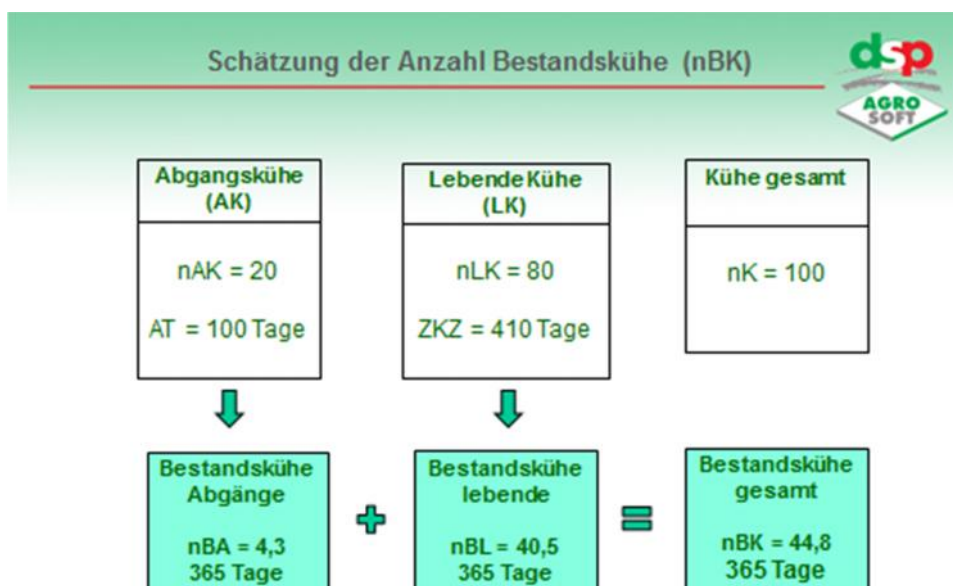 Schätzung der Anzahl Bestandskühe (nBK)
dsp
AGRO
SOFT
Abgangskühe
(AK)
nAK = 20
AT = 100 Tage
Lebende Kühe
(LK)
nLK = 80
ZKZ = 410 Tage
Kühe gesamt
nK = 100
Bestandskühe
Abgänge
nBA = 4,3
365 Tage
+
Bestandskühe
lebende
nBL = 40,5
365 Tage
=
Bestandskühe
gesamt
nBK = 44,8
365 Tage